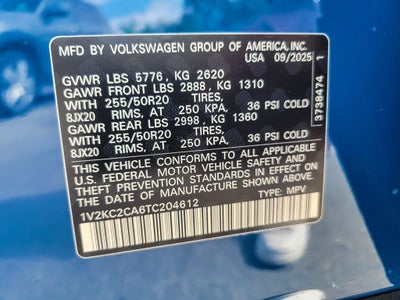 MFD BY VOLKSWAGEN GROUP OF AMERICA, INC.
USA 09/2025
GVWR LBS 5776, KG 2620
GAWR FRONT LBS 2888, KG 1310
WITH 255/50R20 TIRES,
8JX20 RIMS, AT 250 KPA, 36 PSI COLD
GAWR REAR LBS 2998, KG 1360
WITH 255/50R20 TIRES,
8JX20 RIMS, AT 250 KPA, 36 PSI COLD
THIS VEHICLE CONFORMS TO ALL APPLICABLE
FEDERAL MOTOR VEHICLE SAFETY AND
THEFT PREVENTION STANDARDS IN EFFECT ON
THE DATE OF MANUFACTURE SHOWN ABOVE.
1V2KC2CA6TC204612 TYPE: MPV
3738474 1